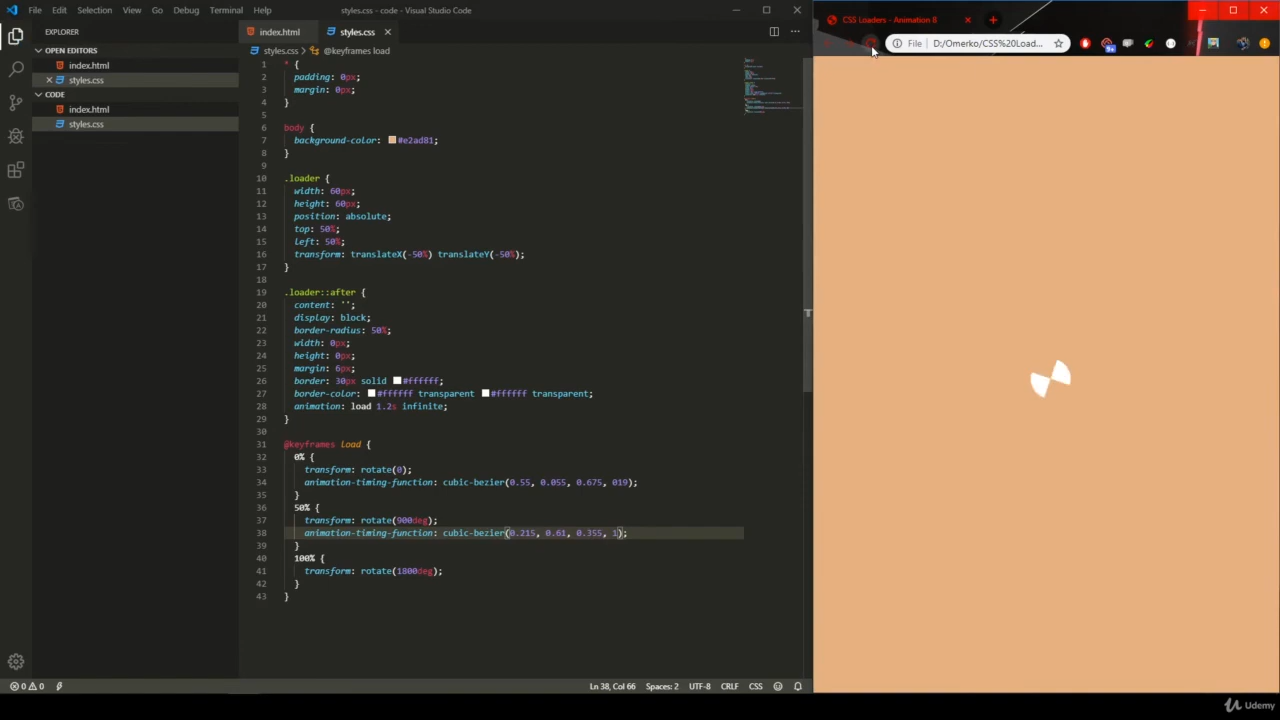 File Edit Selection View Go Debug Terminal Help
styles.css - code - Visual Studio Code
CSS Loaders - Animation 8
File D:/Omerko/CSS%20Load...
9+
EXPLORER
OPEN EDITORS
index.html
styles.css
CODE
index.html
styles.css
index.html
styles.css
styles.css > @keyframes load
1 * {
2 padding: 0px;
3 margin: 0px;
4 }
5
6 body {
7 background-color: #e2ad81;
8 }
9
10 .loader {
11 width: 60px;
12 height: 60px;
13 position: absolute;
14 top: 50%;
15 left: 50%;
16 transform: translateX(-50%) translateY(-50%);
17 }
18
19 .loader::after {
20 content: '';
21 display: block;
22 border-radius: 50%;
23 width: 0px;
24 height: 0px;
25 margin: 6px;
26 border: 30px solid #ffffff;
27 border-color: #ffffff transparent #ffffff transparent;
28 animation: load 1.2s infinite;
29 }
30
31 @keyframes load {
32 0% {
33 transform: rotate(0);
34 animation-timing-function: cubic-bezier(0.55, 0.055, 0.675, 019);
35 }
36 50% {
37 transform: rotate(900deg);
38 animation-timing-function: cubic-bezier(0.215, 0.61, 0.355, 1);
39 }
40 100% {
41 transform: rotate(1800deg);
42 }
43 }
0 0
Ln 38, Col 66 Spaces: 2 UTF-8 CRLF CSS
Udemy